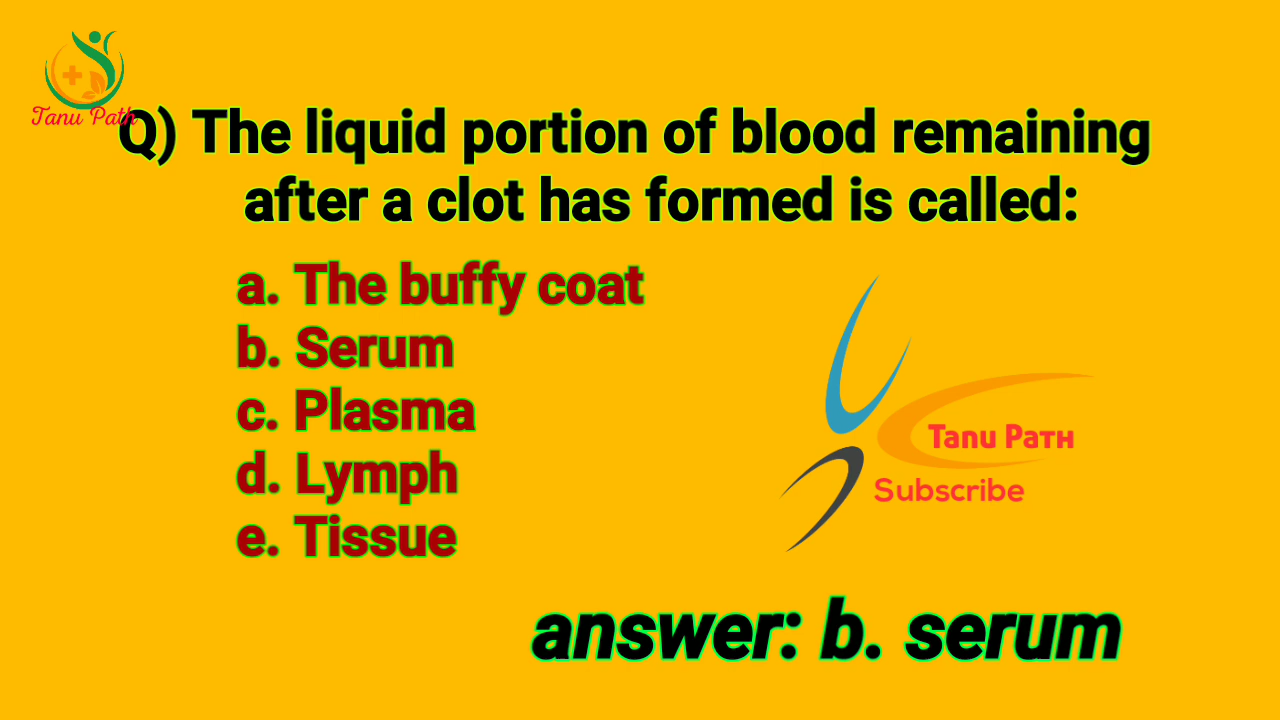 Tanu Path
Q) The liquid portion of blood remaining
after a clot has formed is called:
a. The buffy coat
b. Serum
c. Plasma
d. Lymph
e. Tissue
Tanu Path
Subscribe
answer: b. serum